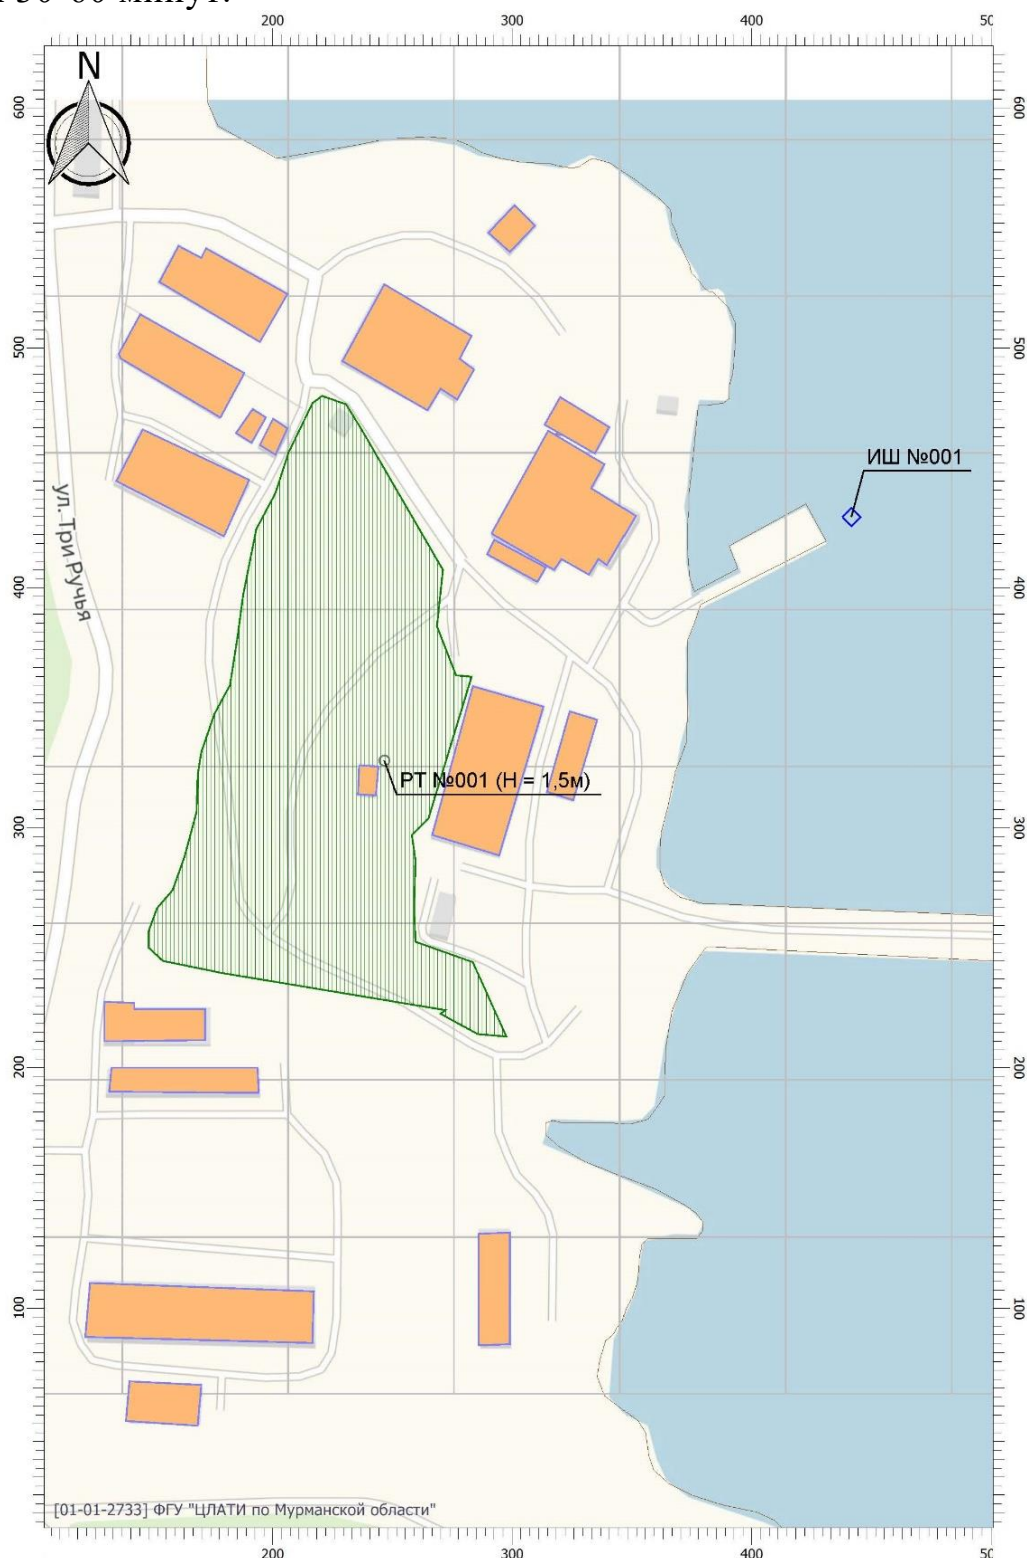 30-60 минут.
200 300 400 50
N
600 600
500 500
ИШ №001
ул. Три Ручья
400 400
РТ №001 (H = 1,5м)
300 300
200 200
100 100
[01-01-2733] ФГУ "ЦЛАТИ по Мурманской области"
200 300 400 50